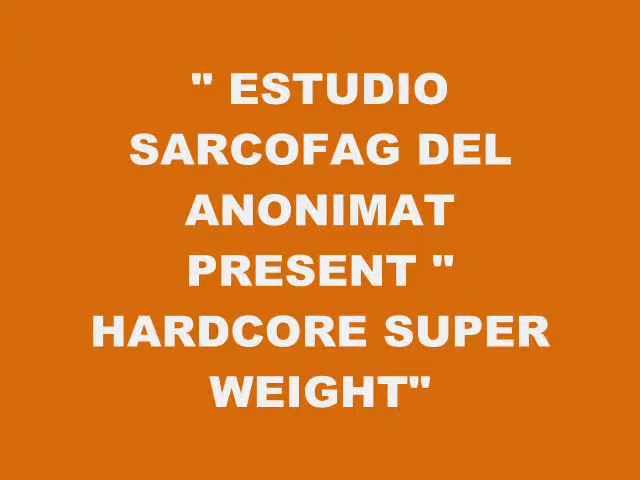 " ESTUDIO
SARCOFAG DEL
ANONIMAT
PRESENT "
HARDCORE SUPER
WEIGHT"